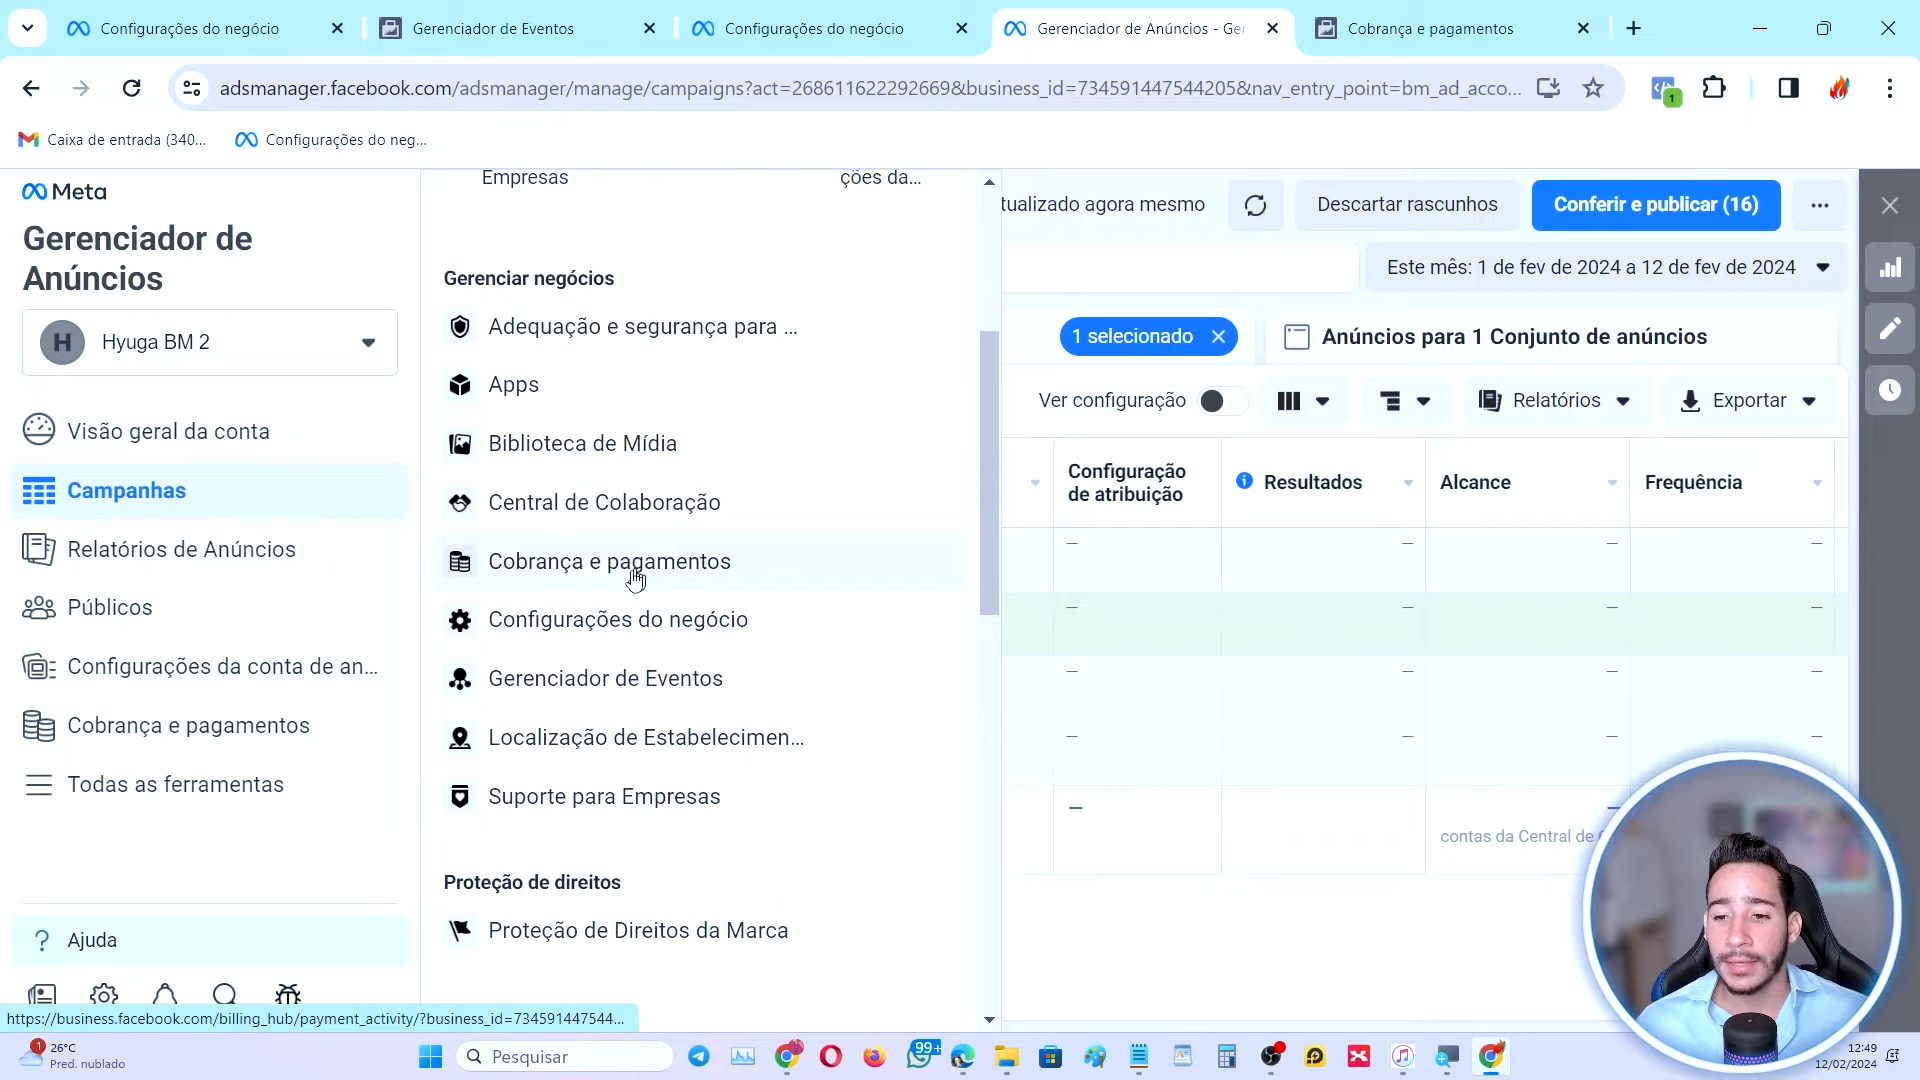 Configurações do negócio
Gerenciador de Eventos
Configurações do negócio
Gerenciador de Anúncios - Ger
Cobrança e pagamentos
adsmanager.facebook.com/adsmanager/manage/campaigns?act=268611622292669&business_id=734591447544205&nav_entry_point=bm_ad_acco...
1
Caixa de entrada (340...
Configurações do neg...
Meta
Gerenciador de
Anúncios
H
Hyuga BM 2
Visão geral da conta
Campanhas
Relatórios de Anúncios
Públicos
Configurações da conta de an...
Cobrança e pagamentos
Todas as ferramentas
? Ajuda
https://business.facebook.com/billing_hub/payment_activity/?business_id=734591447544...
Empresas
ções da...
Gerenciar negócios
Adequação e segurança para ...
Apps
Biblioteca de Mídia
Central de Colaboração
Cobrança e pagamentos
Configurações do negócio
Gerenciador de Eventos
Localização de Estabelecimen...
Suporte para Empresas
Proteção de direitos
Proteção de Direitos da Marca
tualizado agora mesmo
Descartar rascunhos
Conferir e publicar (16)
Este mês: 1 de fev de 2024 a 12 de fev de 2024
1 selecionado
Anúncios para 1 Conjunto de anúncios
Ver configuração
Relatórios
Exportar
Configuração
de atribuição
Resultados
Alcance
Frequência
— — — —
— — — —
— — — —
— — — —
— —
contas da Central de
1
26°C
Pred. nublado
Pesquisar
99+
12:49
12/02/2024